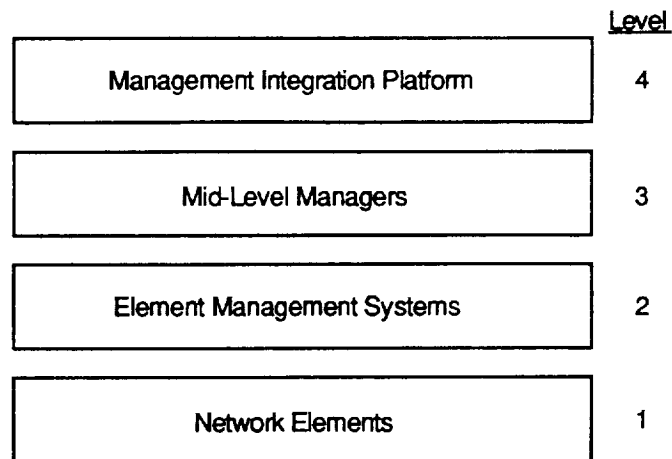 Level
Management Integration Platform 4
Mid-Level Managers 3
Element Management Systems 2
Network Elements 1